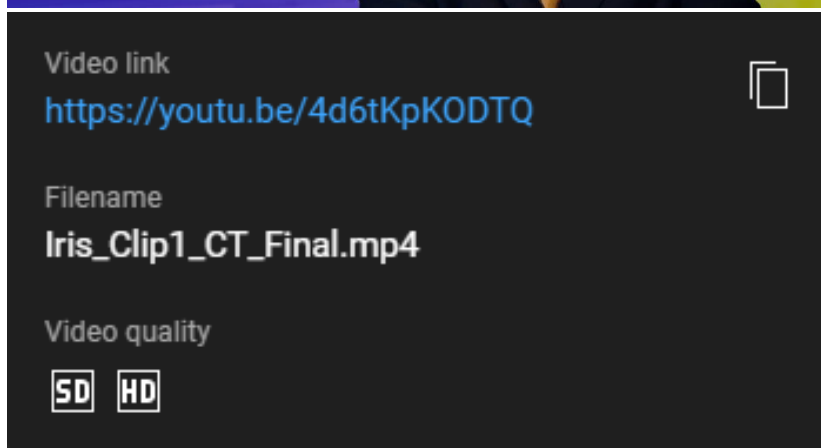 Video link
https://youtu.be/4d6tKpKODTQ
Filename
Iris_Clip1_CT_Final.mp4
Video quality
SD HD